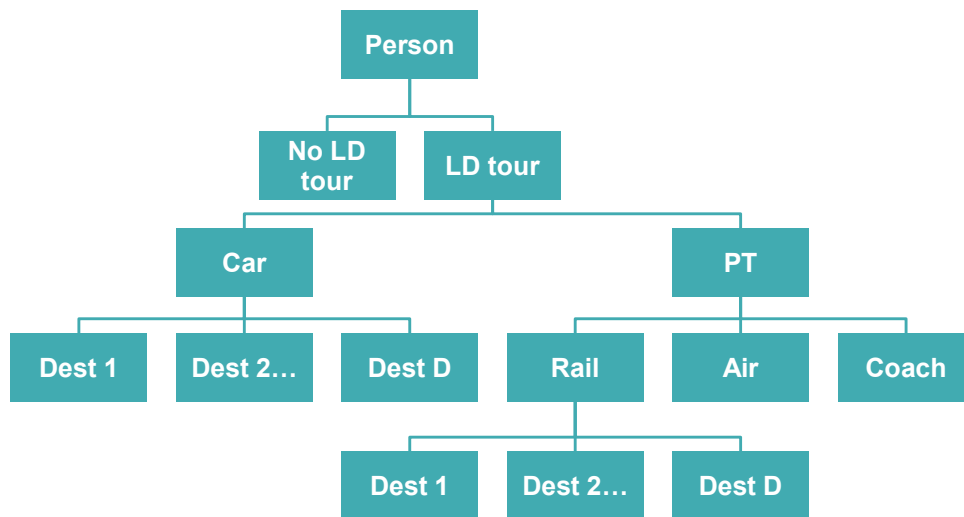 Person
No LD
tour
LD tour
Car
PT
Dest 1
Dest 2…
Dest D
Rail
Air
Coach
Dest 1
Dest 2…
Dest D